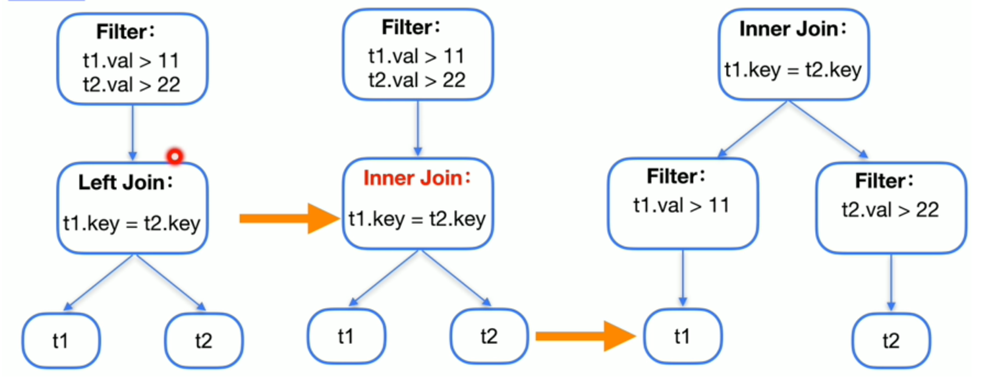 Filter：
t1.val > 11
t2.val > 22
Left Join：
t1.key = t2.key
t1
t2
Filter：
t1.val > 11
t2.val > 22
Inner Join：
t1.key = t2.key
t1
t2
Inner Join：
t1.key = t2.key
Filter：
t1.val > 11
Filter：
t2.val > 22
t1
t2